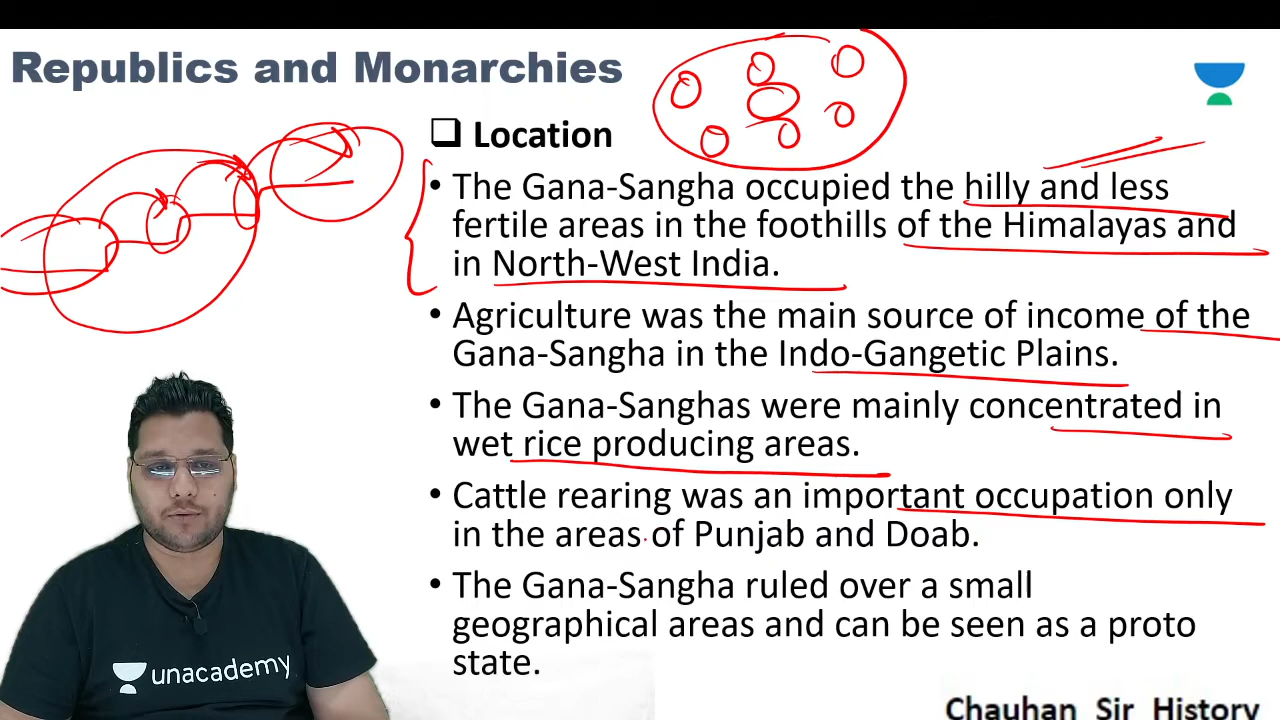 Republics and Monarchies
❑ Location
• The Gana-Sangha occupied the hilly and less
fertile areas in the foothills of the Himalayas and
in North-West India.
• Agriculture was the main source of income of the
Gana-Sangha in the Indo-Gangetic Plains.
• The Gana-Sanghas were mainly concentrated in
wet rice producing areas.
• Cattle rearing was an important occupation only
in the areas of Punjab and Doab.
• The Gana-Sangha ruled over a small
geographical areas and can be seen as a proto
state.
unacademy
Chauhan Sir History